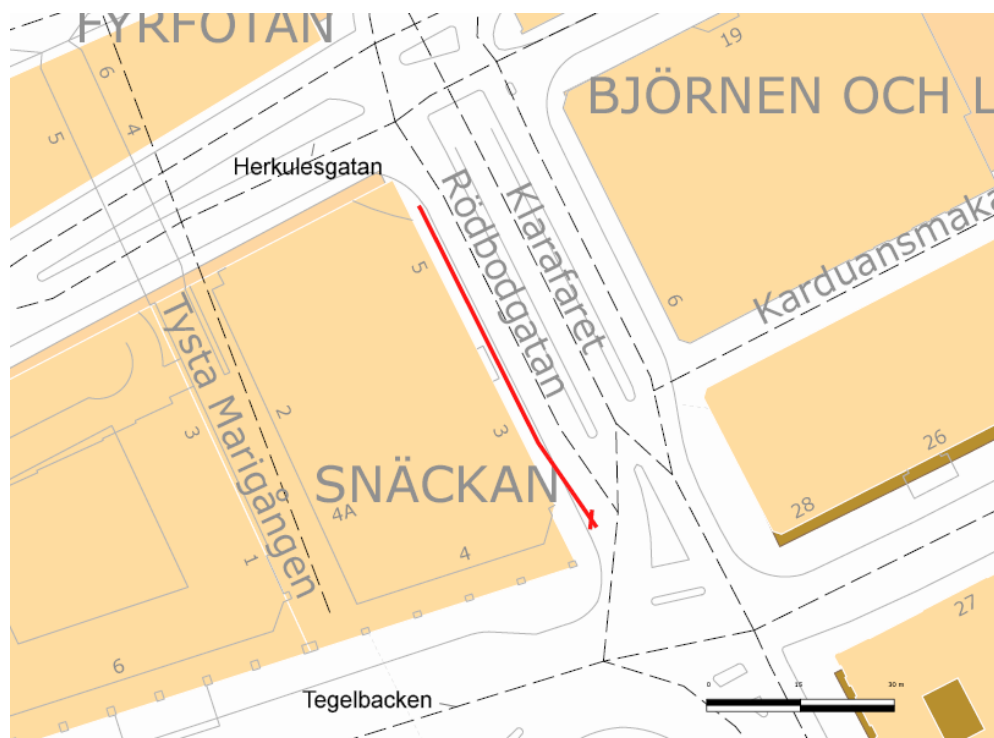 FYRFOTAN
19
BJÖRNEN OCH L
6
5
4
Herkulesgatan
Rödbodgatan
Klarafaret
Karduansmaka
5
6
Tysta Marigången
2
3
3
26
SNÄCKAN
28
4A
6
4
1
27
6
Tegelbacken
0
15
30 m